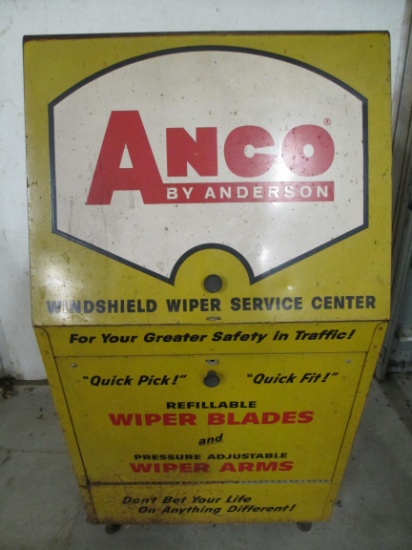 ANCO®
BY ANDERSON
WINDSHIELD WIPER SERVICE CENTER
For Your Greater Safety in Traffic!
"Quick Pick!" "Quick Fit!"
REFILLABLE
WIPER BLADES
and
PRESSURE ADJUSTABLE
WIPER ARMS
Don't Bet Your Life
On Anything Different!